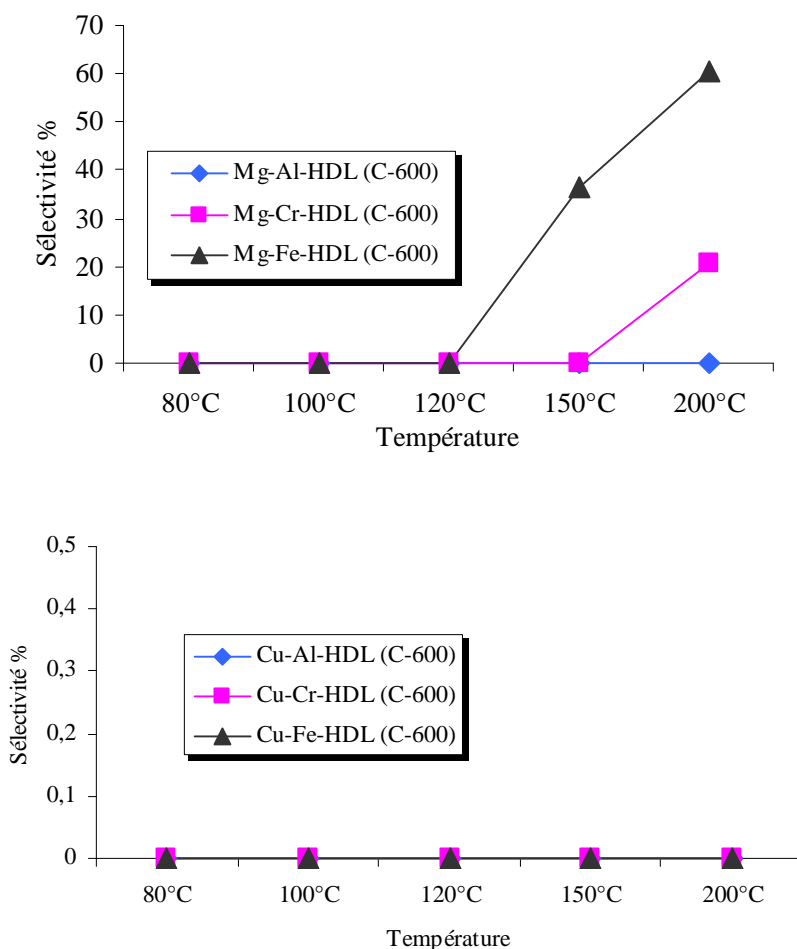 70
60
50
40
30
20
10
0
Sélectivité %
Mg-Al-HDL (C-600)
Mg-Cr-HDL (C-600)
Mg-Fe-HDL (C-600)
80°C 100°C 120°C 150°C 200°C
Température
0,5
0,4
0,3
0,2
0,1
0
Sélectivité %
Cu-Al-HDL (C-600)
Cu-Cr-HDL (C-600)
Cu-Fe-HDL (C-600)
80°C 100°C 120°C 150°C 200°C
Température